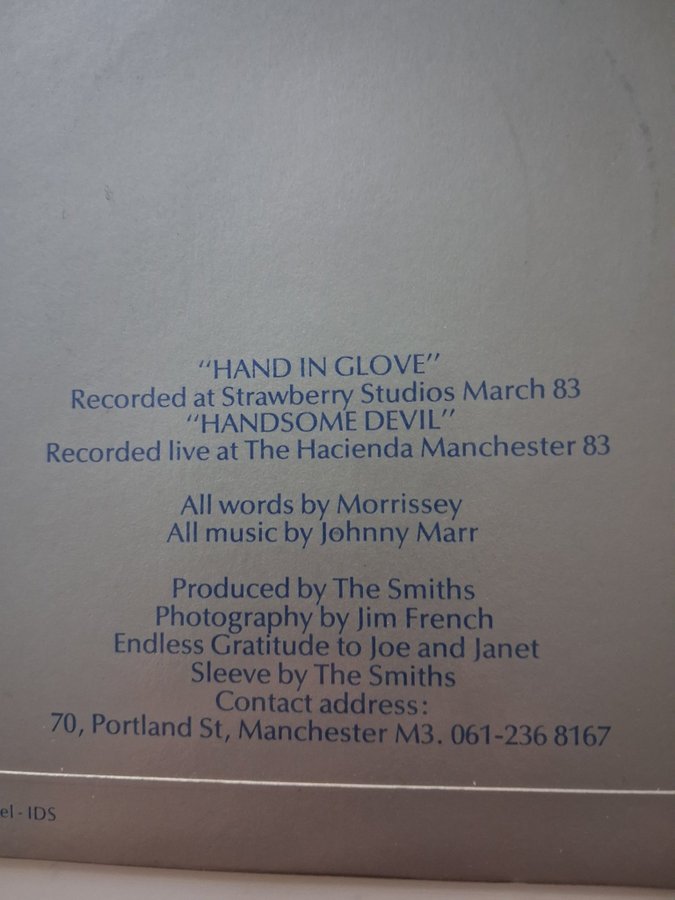 "HAND IN GLOVE"
Recorded at Strawberry Studios March 83
"HANDSOME DEVIL"
Recorded live at The Hacienda Manchester 83
All words by Morrissey
All music by Johnny Marr
Produced by The Smiths
Photography by Jim French
Endless Gratitude to Joe and Janet
Sleeve by The Smiths
Contact address:
70, Portland St, Manchester M3. 061-236 8167
el - IDS